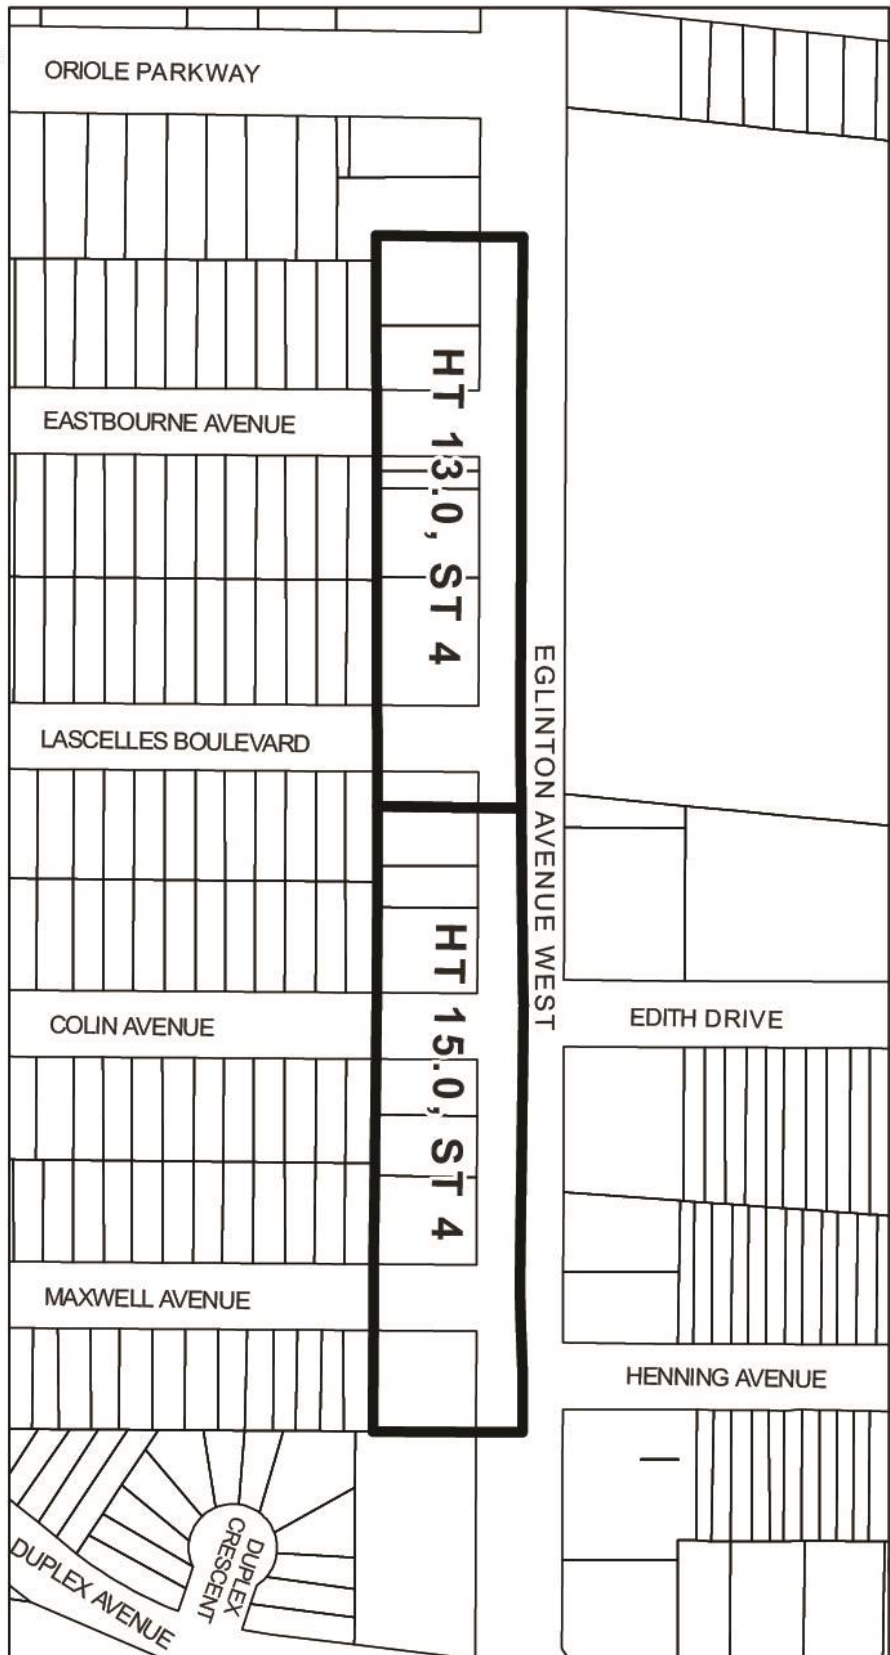 ORIOLE PARKWAY
HT 13.0, ST 4
EASTBOURNE AVENUE
EGLINTON AVENUE WEST
LASCELLES BOULEVARD
HT 15.0, ST 4
COLIN AVENUE
EDITH DRIVE
MAXWELL AVENUE
HENNING AVENUE
DUPLEX
CRESCENT
DUPLEX AVENUE